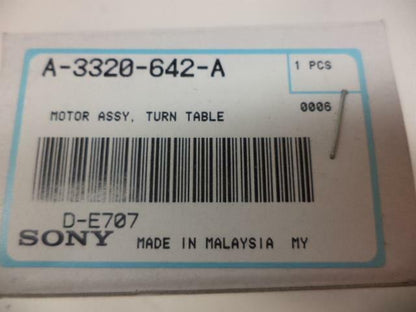 A-3320-642-A 1 PCS
0006
MOTOR ASSY, TURN TABLE
D-E707
SONY MADE IN MALAYSIA MY